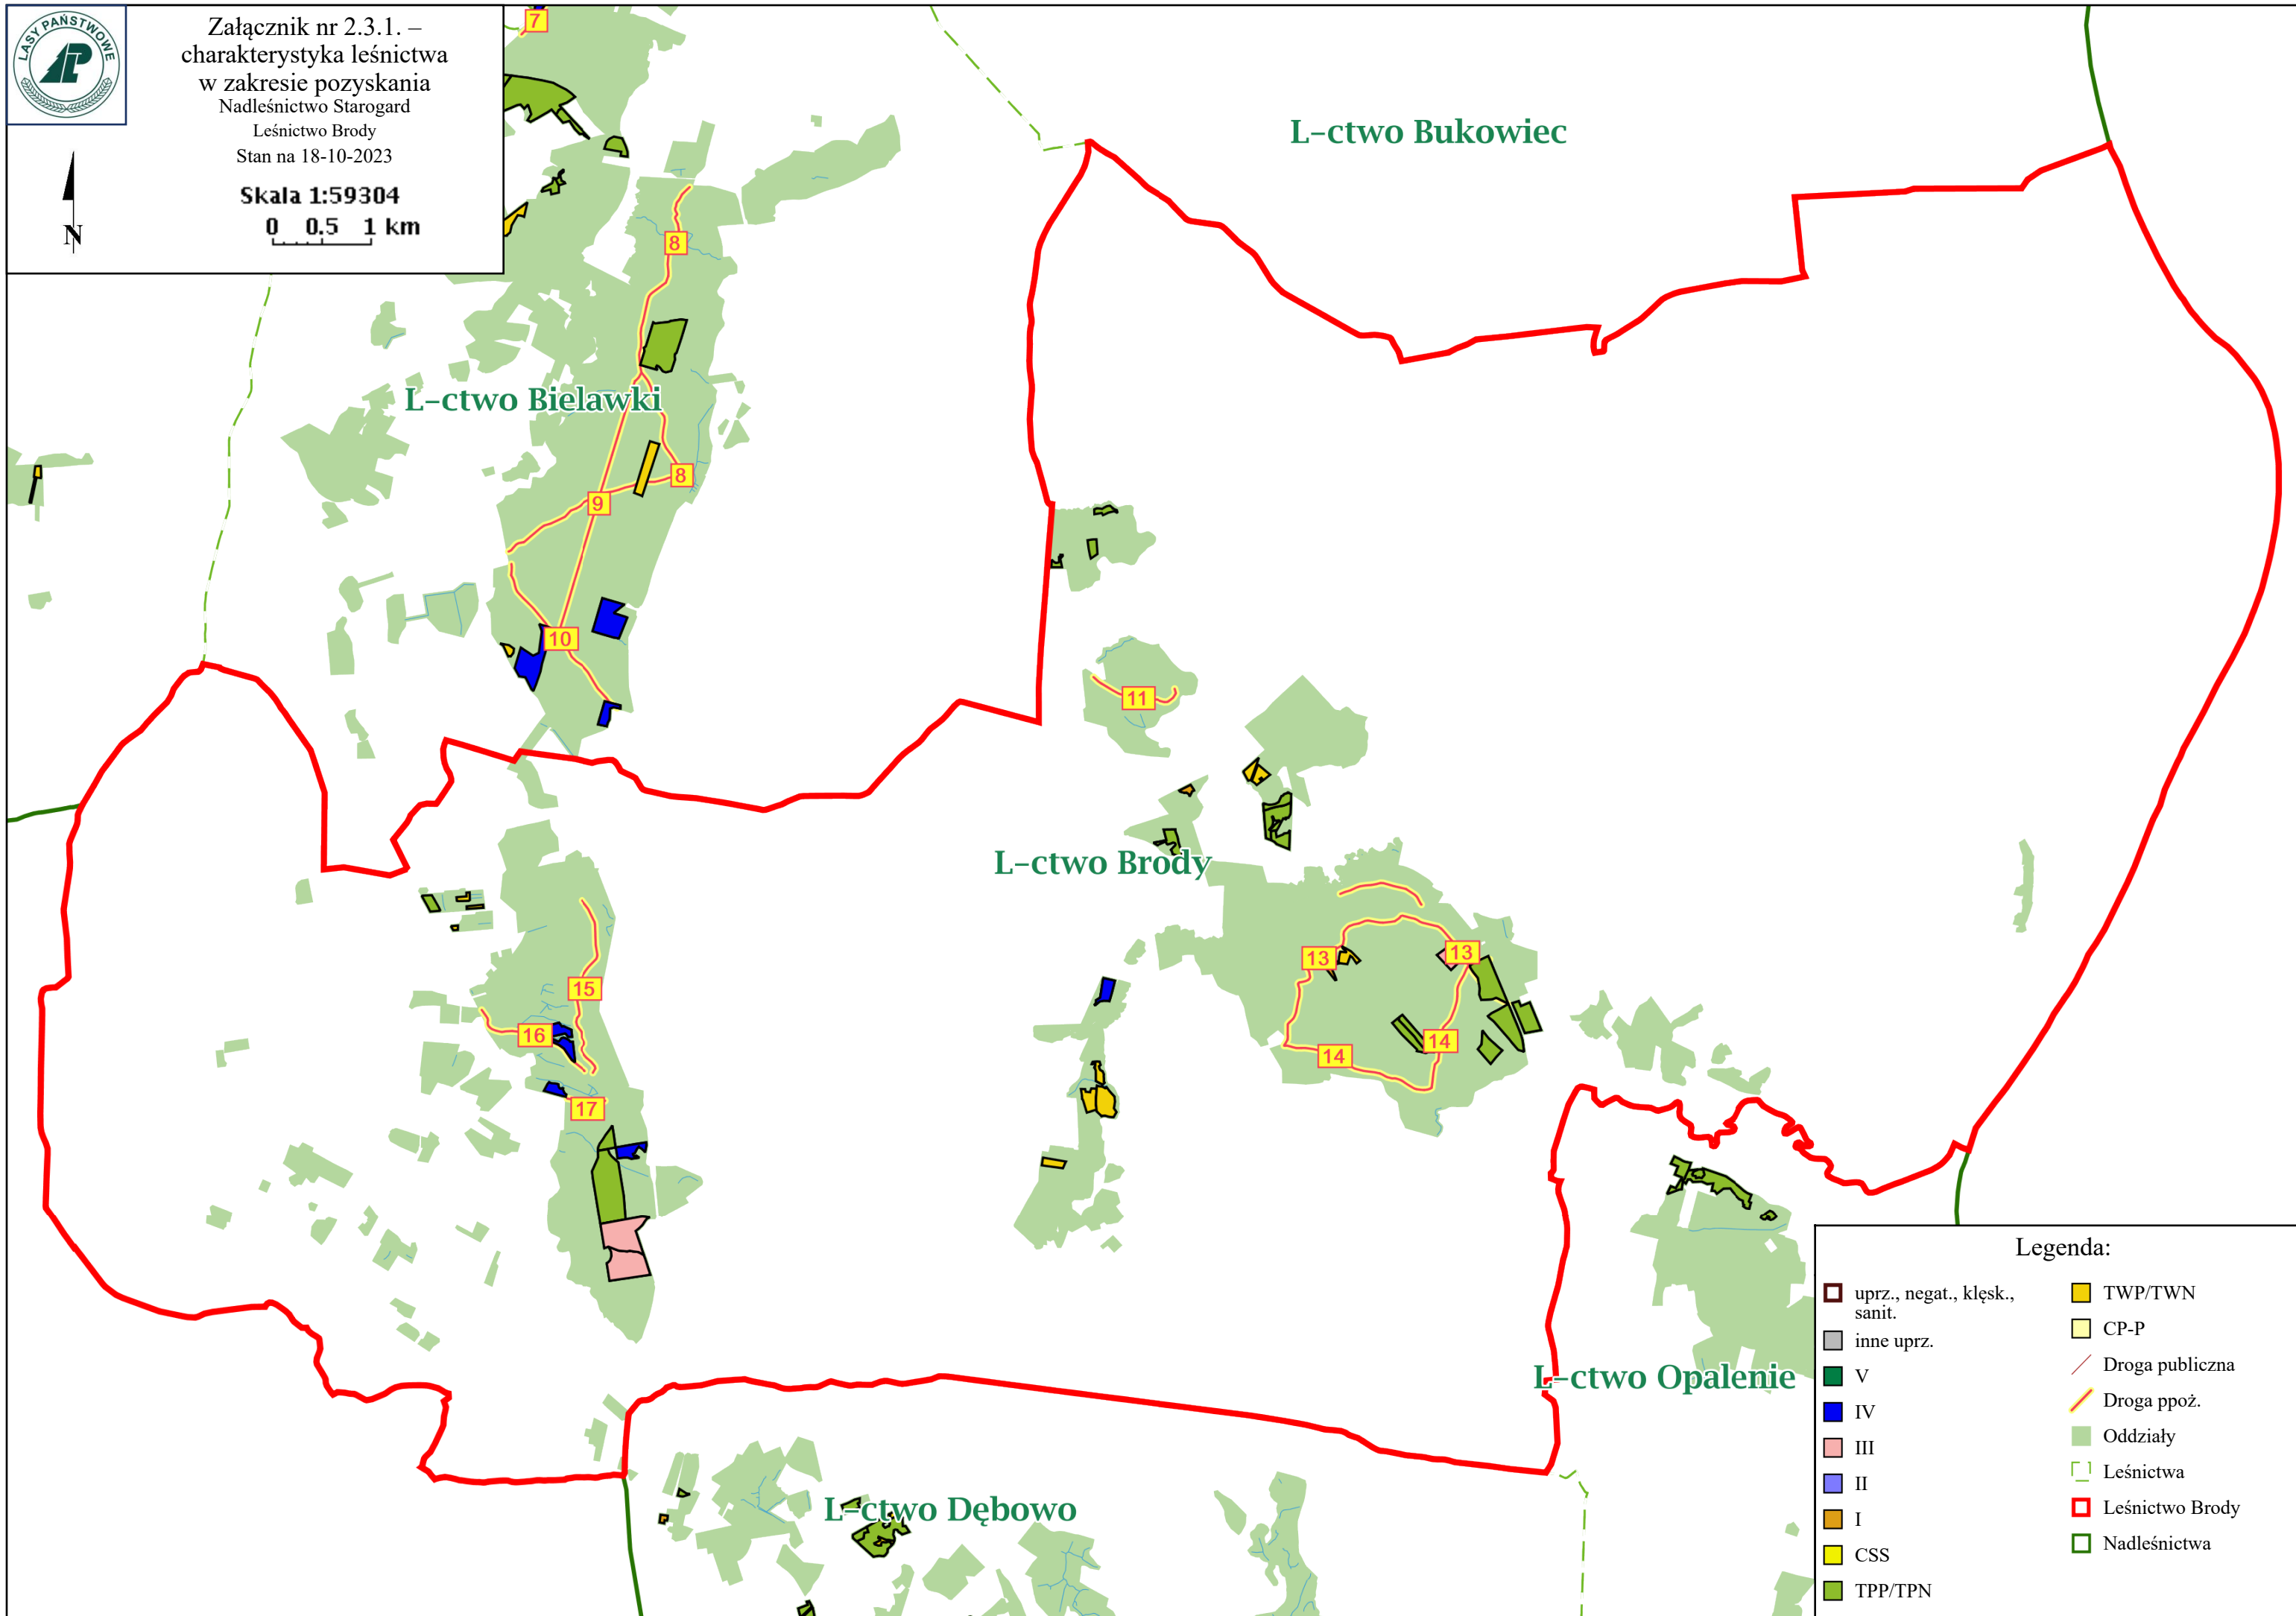 LASY PAŃSTWOWE
LP
Załącznik nr 2.3.1. –
charakterystyka leśnictwa
w zakresie pozyskania
Nadleśnictwo Starogard
Leśnictwo Brody
Stan na 18-10-2023
Skala 1:59304
0 0.5 1 km
N
7
L-ctwo Bukowiec
8
L-ctwo Bielawki
8
9
10
11
L-ctwo Brody
13
13
15
16
14
14
17
L-ctwo Opalenie
L-ctwo Dębowo
Legenda:
uprz., negat., klęsk.,
sanit.
inne uprz.
V
IV
III
II
I
CSS
TPP/TPN
TWP/TWN
CP-P
Droga publiczna
Droga ppoż.
Oddziały
Leśnictwa
Leśnictwo Brody
Nadleśnictwa